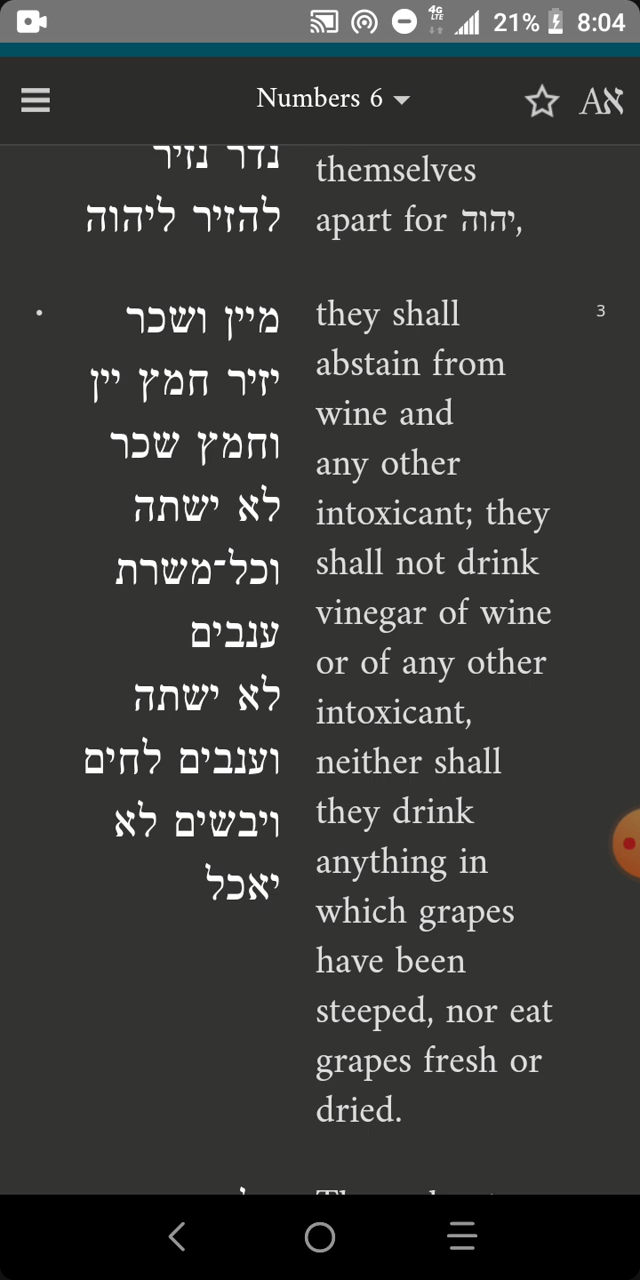 4G
LTE
21%
8:04
Numbers 6
Aא
נדר נזיר
להזיר ליהוה
themselves
apart for יהוה,
מיין ושכר
יזיר חמץ יין
וחמץ שכר
לא ישתה
וכל־משרת
ענבים
לא ישתה
וענבים לחים
ויבשים לא
יאכל
3
they shall
abstain from
wine and
any other
intoxicant; they
shall not drink
vinegar of wine
or of any other
intoxicant,
neither shall
they drink
anything in
which grapes
have been
steeped, nor eat
grapes fresh or
dried.